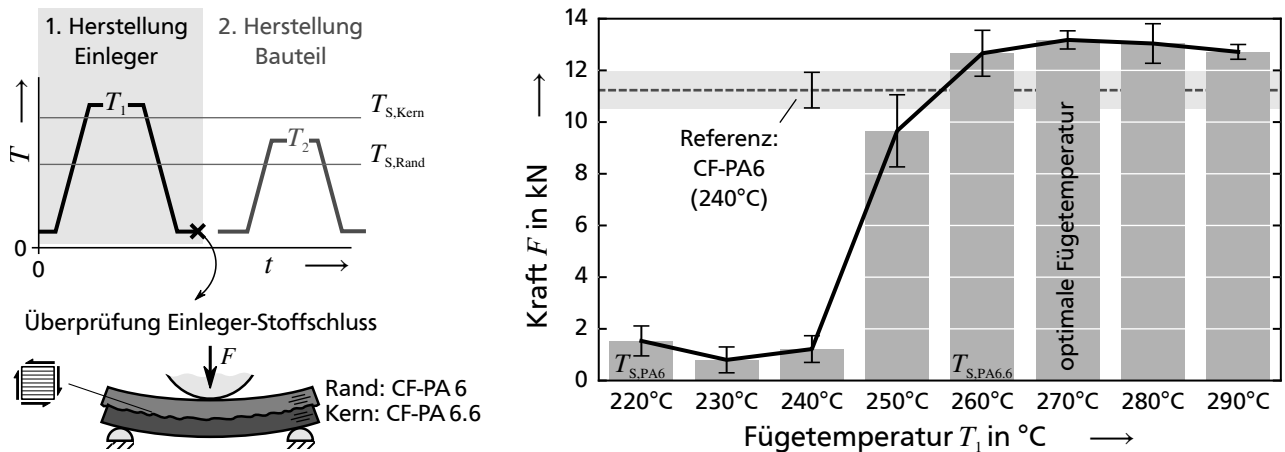 1. Herstellung
Einleger
2. Herstellung
Bauteil
T
T1
TS,Kern
T2
TS,Rand
0
0
t
Überprüfung Einleger-Stoffschluss
F
Rand: CF-PA 6
Kern: CF-PA 6.6
Kraft F in kN
14
12
10
8
6
4
2
0
Referenz:
CF-PA6
(240°C)
optimale Fügetemperatur
TS,PA6
TS,PA6.6
220°C 230°C 240°C 250°C 260°C 270°C 280°C 290°C
Fügetemperatur T1 in °C